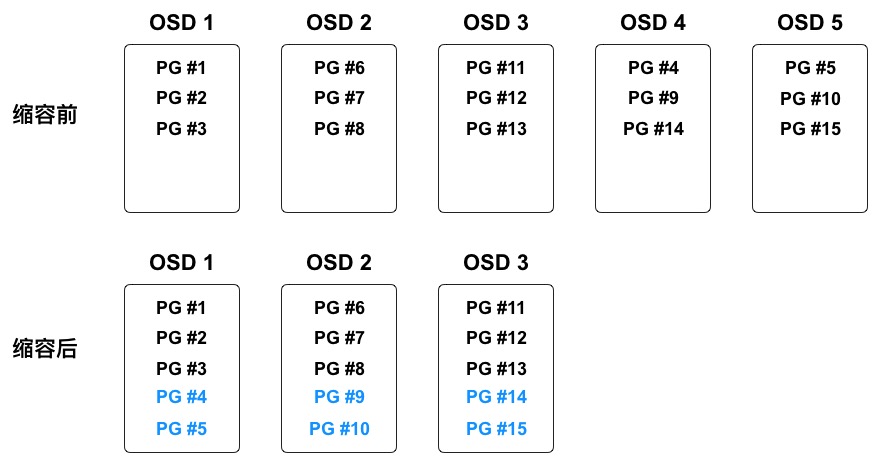 OSD 1 OSD 2 OSD 3 OSD 4 OSD 5
缩容前
PG #1 PG #6 PG #11 PG #4 PG #5
PG #2 PG #7 PG #12 PG #9 PG #10
PG #3 PG #8 PG #13 PG #14 PG #15
OSD 1 OSD 2 OSD 3
缩容后
PG #1 PG #6 PG #11
PG #2 PG #7 PG #12
PG #3 PG #8 PG #13
PG #4 PG #9 PG #14
PG #5 PG #10 PG #15